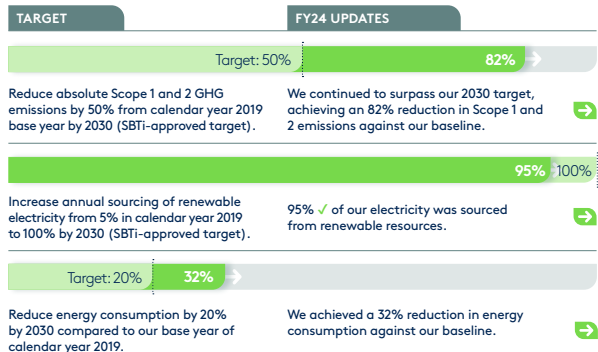 TARGET
FY24 UPDATES
Target: 50%
82%
Reduce absolute Scope 1 and 2 GHG
emissions by 50% from calendar year 2019
base year by 2030 (SBTi-approved target).
We continued to surpass our 2030 target,
achieving an 82% reduction in Scope 1 and
2 emissions against our baseline.
95%
100%
Increase annual sourcing of renewable
electricity from 5% in calendar year 2019
to 100% by 2030 (SBTi-approved target).
95% ✓ of our electricity was sourced
from renewable resources.
Target: 20%
32%
Reduce energy consumption by 20%
by 2030 compared to our base year of
calendar year 2019.
We achieved a 32% reduction in energy
consumption against our baseline.